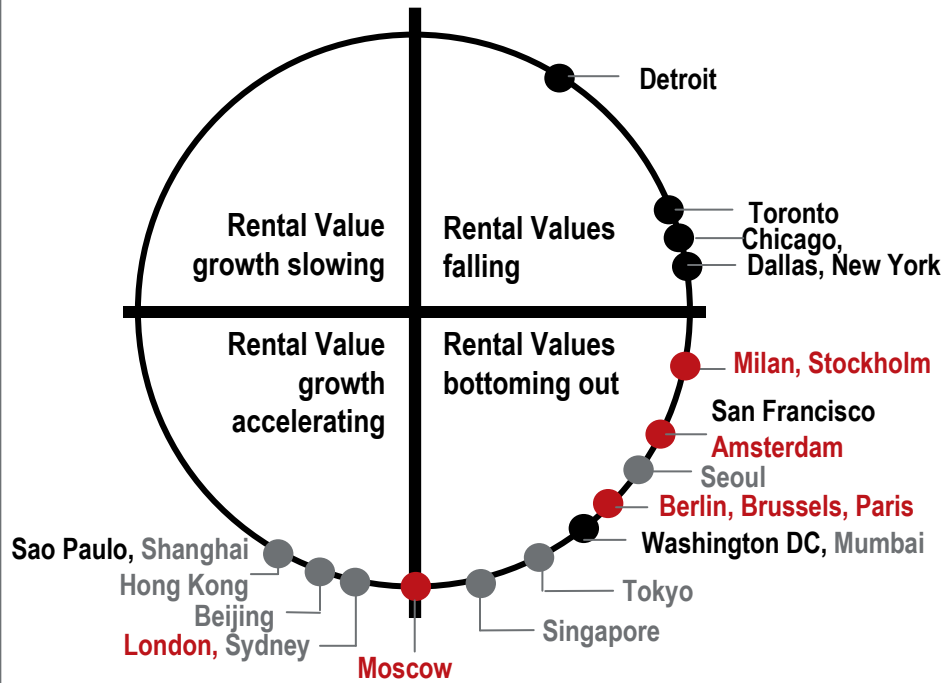 Detroit
Toronto
Chicago,
Dallas, New York
Rental Value
growth slowing
Rental Values
falling
Rental Value
growth
accelerating
Rental Values
bottoming out
Milan, Stockholm
San Francisco
Amsterdam
Seoul
Berlin, Brussels, Paris
Washington DC, Mumbai
Tokyo
Singapore
Moscow
London, Sydney
Beijing
Hong Kong
Sao Paulo, Shanghai